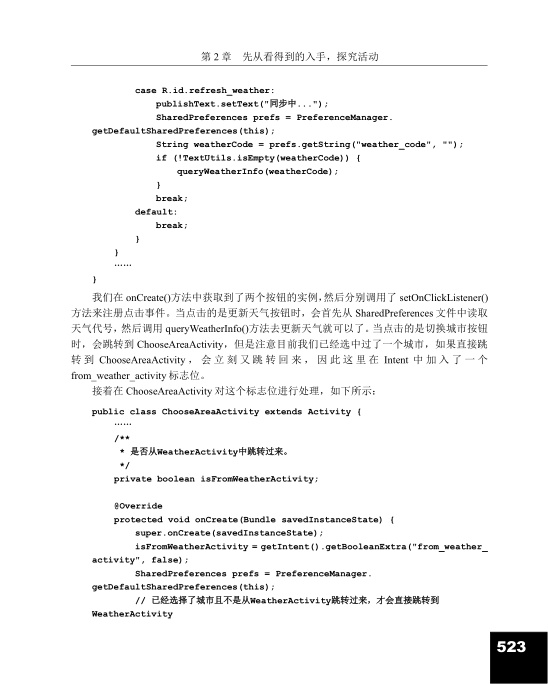 第 2 章 先从看得到的入手，探究活动
case R.id.refresh_weather:
publishText.setText("同步中...");
SharedPreferences prefs = PreferenceManager.
getDefaultSharedPreferences(this);
String weatherCode = prefs.getString("weather_code", "");
if (!TextUtils.isEmpty(weatherCode)) {
queryWeatherInfo(weatherCode);
}
break;
default:
break;
}
}
……
}
我们在 onCreate()方法中获取到了两个按钮的实例，然后分别调用了 setOnClickListener()
方法来注册点击事件。当点击的是更新天气按钮时，会首先从 SharedPreferences 文件中读取
天气代号，然后调用 queryWeatherInfo()方法去更新天气就可以了。当点击的是切换城市按钮
时，会跳转到 ChooseAreaActivity，但是注意目前我们已经选中过了一个城市，如果直接跳
转到 ChooseAreaActivity，会立刻又跳转回来，因此这里在 Intent 中加入了一个
from_weather_activity 标志位。
接着在 ChooseAreaActivity 对这个标志位进行处理，如下所示：
public class ChooseAreaActivity extends Activity {
……
/**
* 是否从WeatherActivity中跳转过来。
*/
private boolean isFromWeatherActivity;
@Override
protected void onCreate(Bundle savedInstanceState) {
super.onCreate(savedInstanceState);
isFromWeatherActivity = getIntent().getBooleanExtra("from_weather_
activity", false);
SharedPreferences prefs = PreferenceManager.
getDefaultSharedPreferences(this);
// 已经选择了城市且不是从WeatherActivity跳转过来，才会直接跳转到
WeatherActivity
523